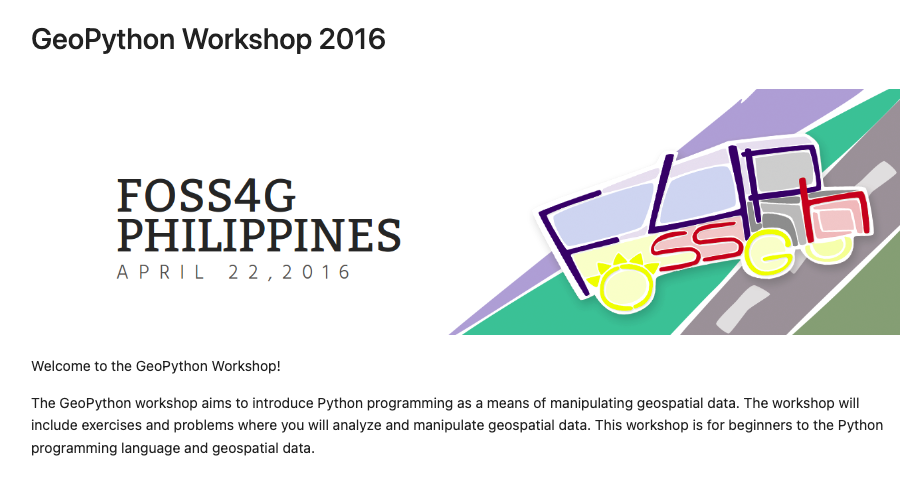 GeoPython Workshop 2016
FOSS4G
PHILIPPINES
APRIL 22,2016
FOSS4G
Welcome to the GeoPython Workshop!
The GeoPython workshop aims to introduce Python programming as a means of manipulating geospatial data. The workshop will
include exercises and problems where you will analyze and manipulate geospatial data. This workshop is for beginners to the Python
programming language and geospatial data.